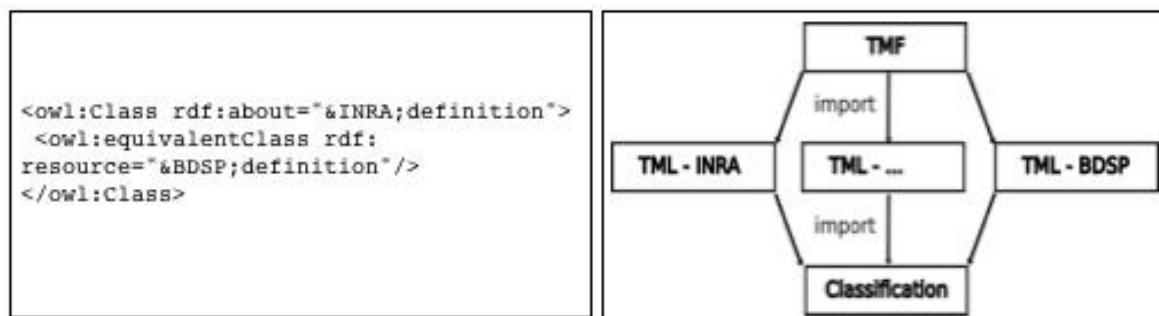 <owl:Class rdf:about="&INRA;definition">
<owl:equivalentClass rdf:
resource="&BDSP;definition"/>
</owl:Class>
TMF
import
TML - INRA
TML - ...
TML - BDSP
import
Classification